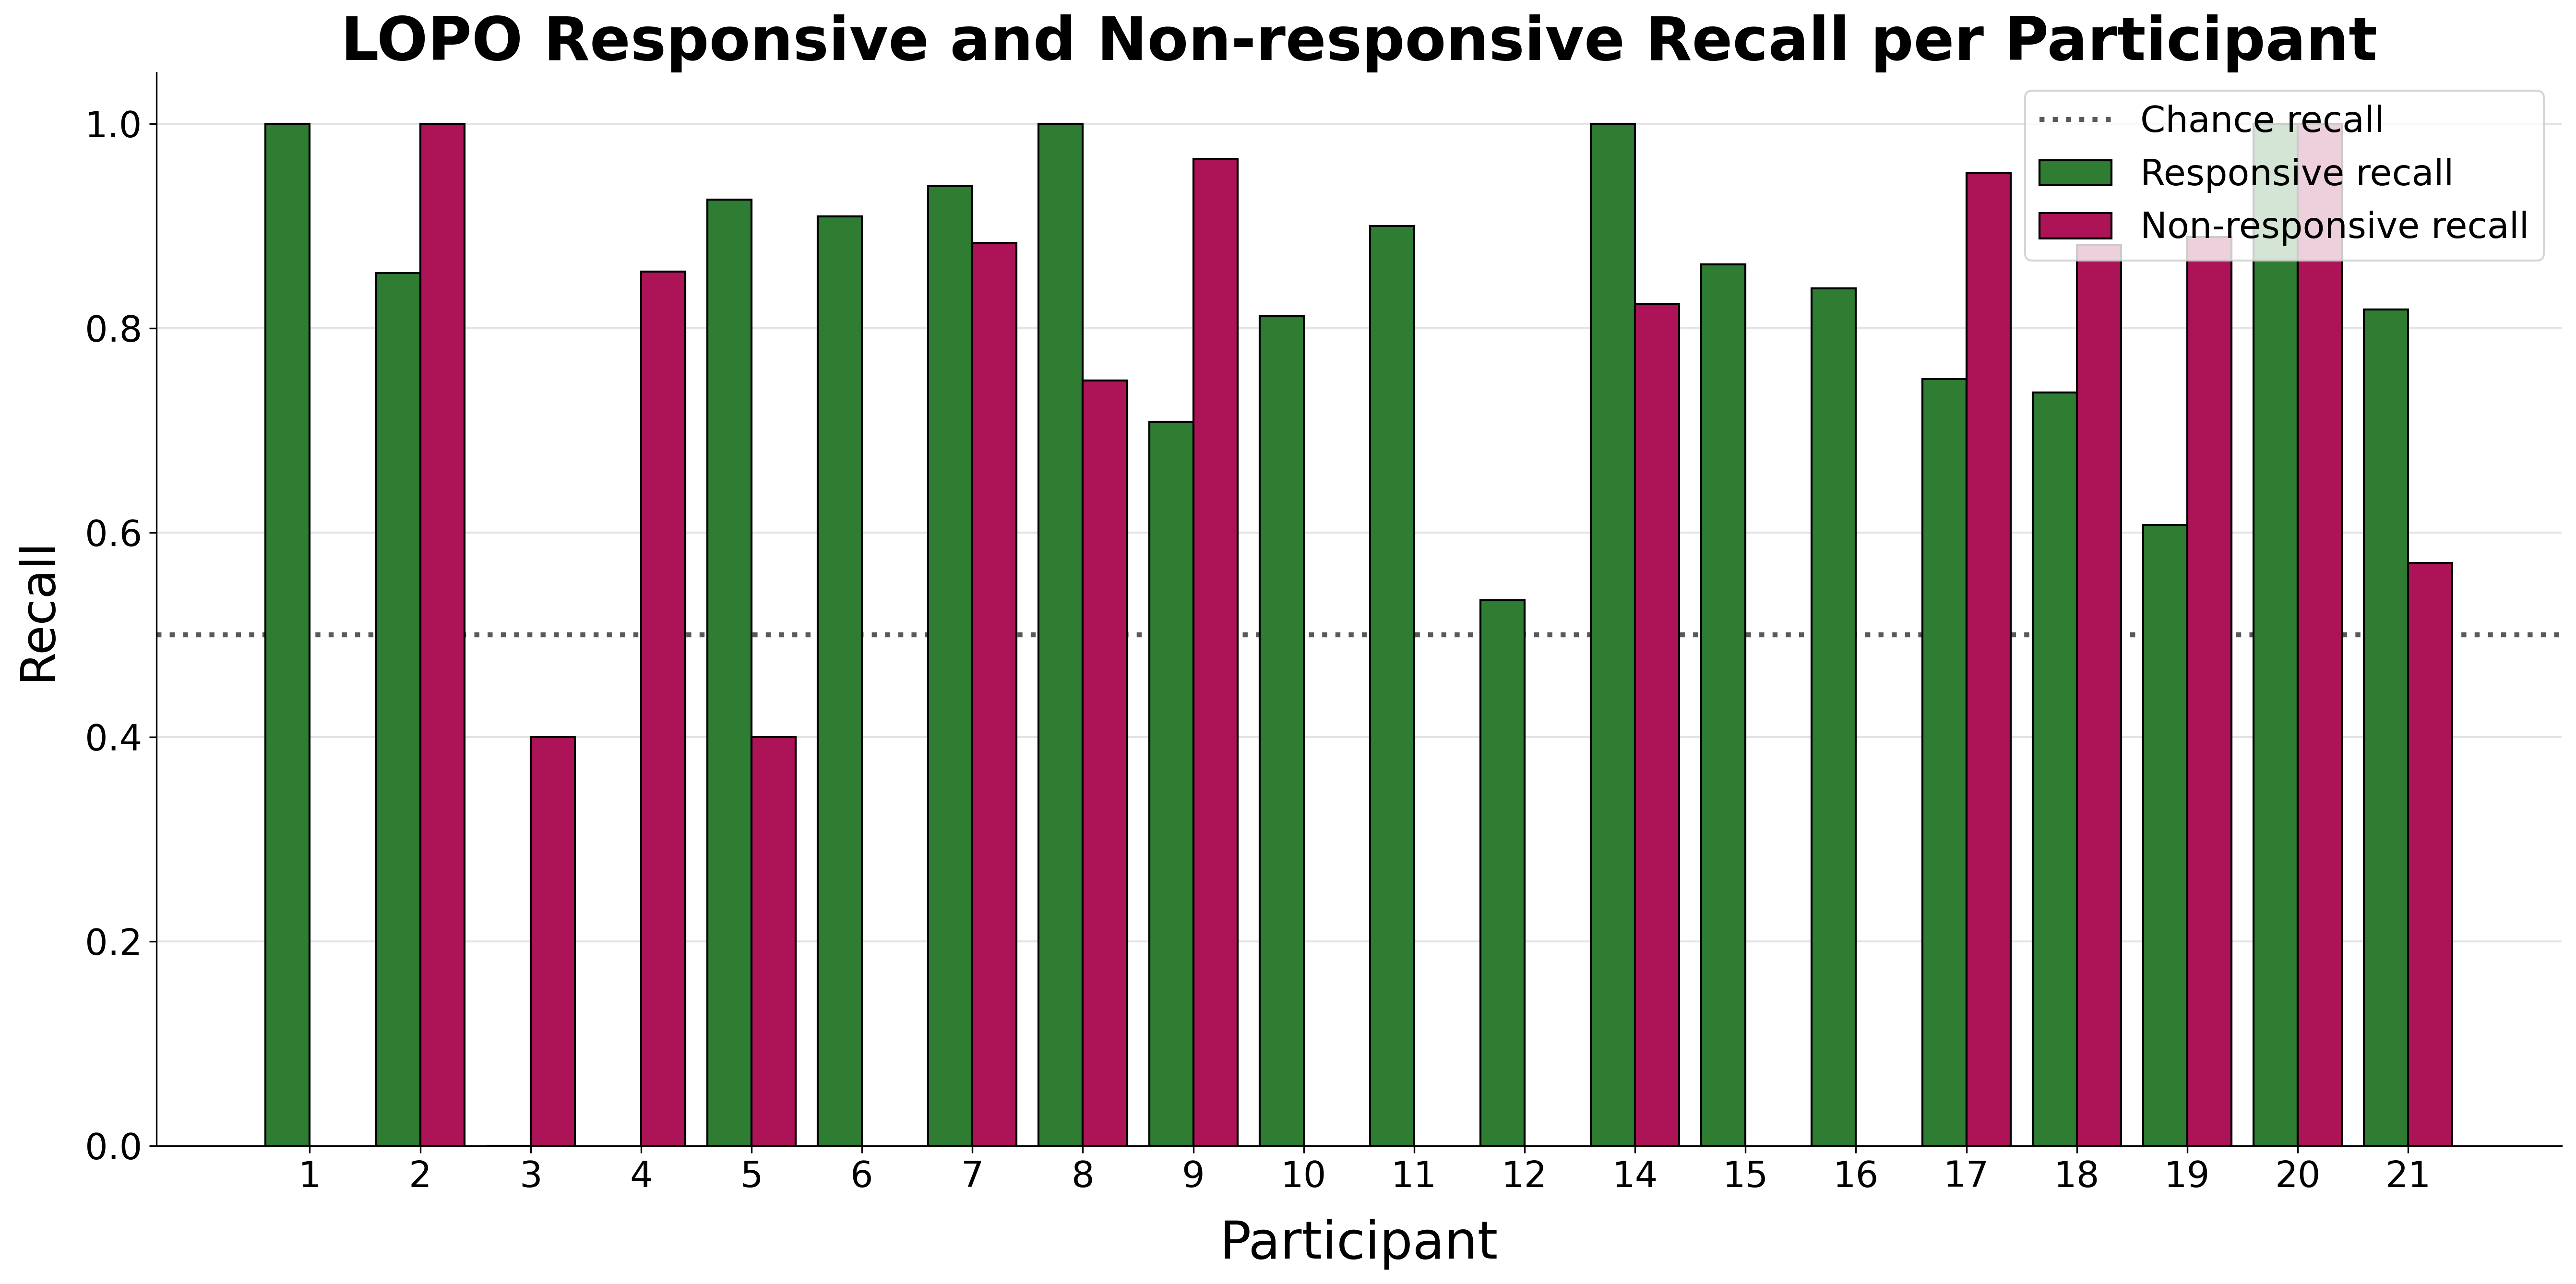 LOPO Responsive and Non-responsive Recall per Participant
Chance recall
Responsive recall
Non-responsive recall
1.0
0.8
0.6
0.4
0.2
0.0
Recall
1 2 3 4 5 6 7 8 9 10 11 12 14 15 16 17 18 19 20 21
Participant